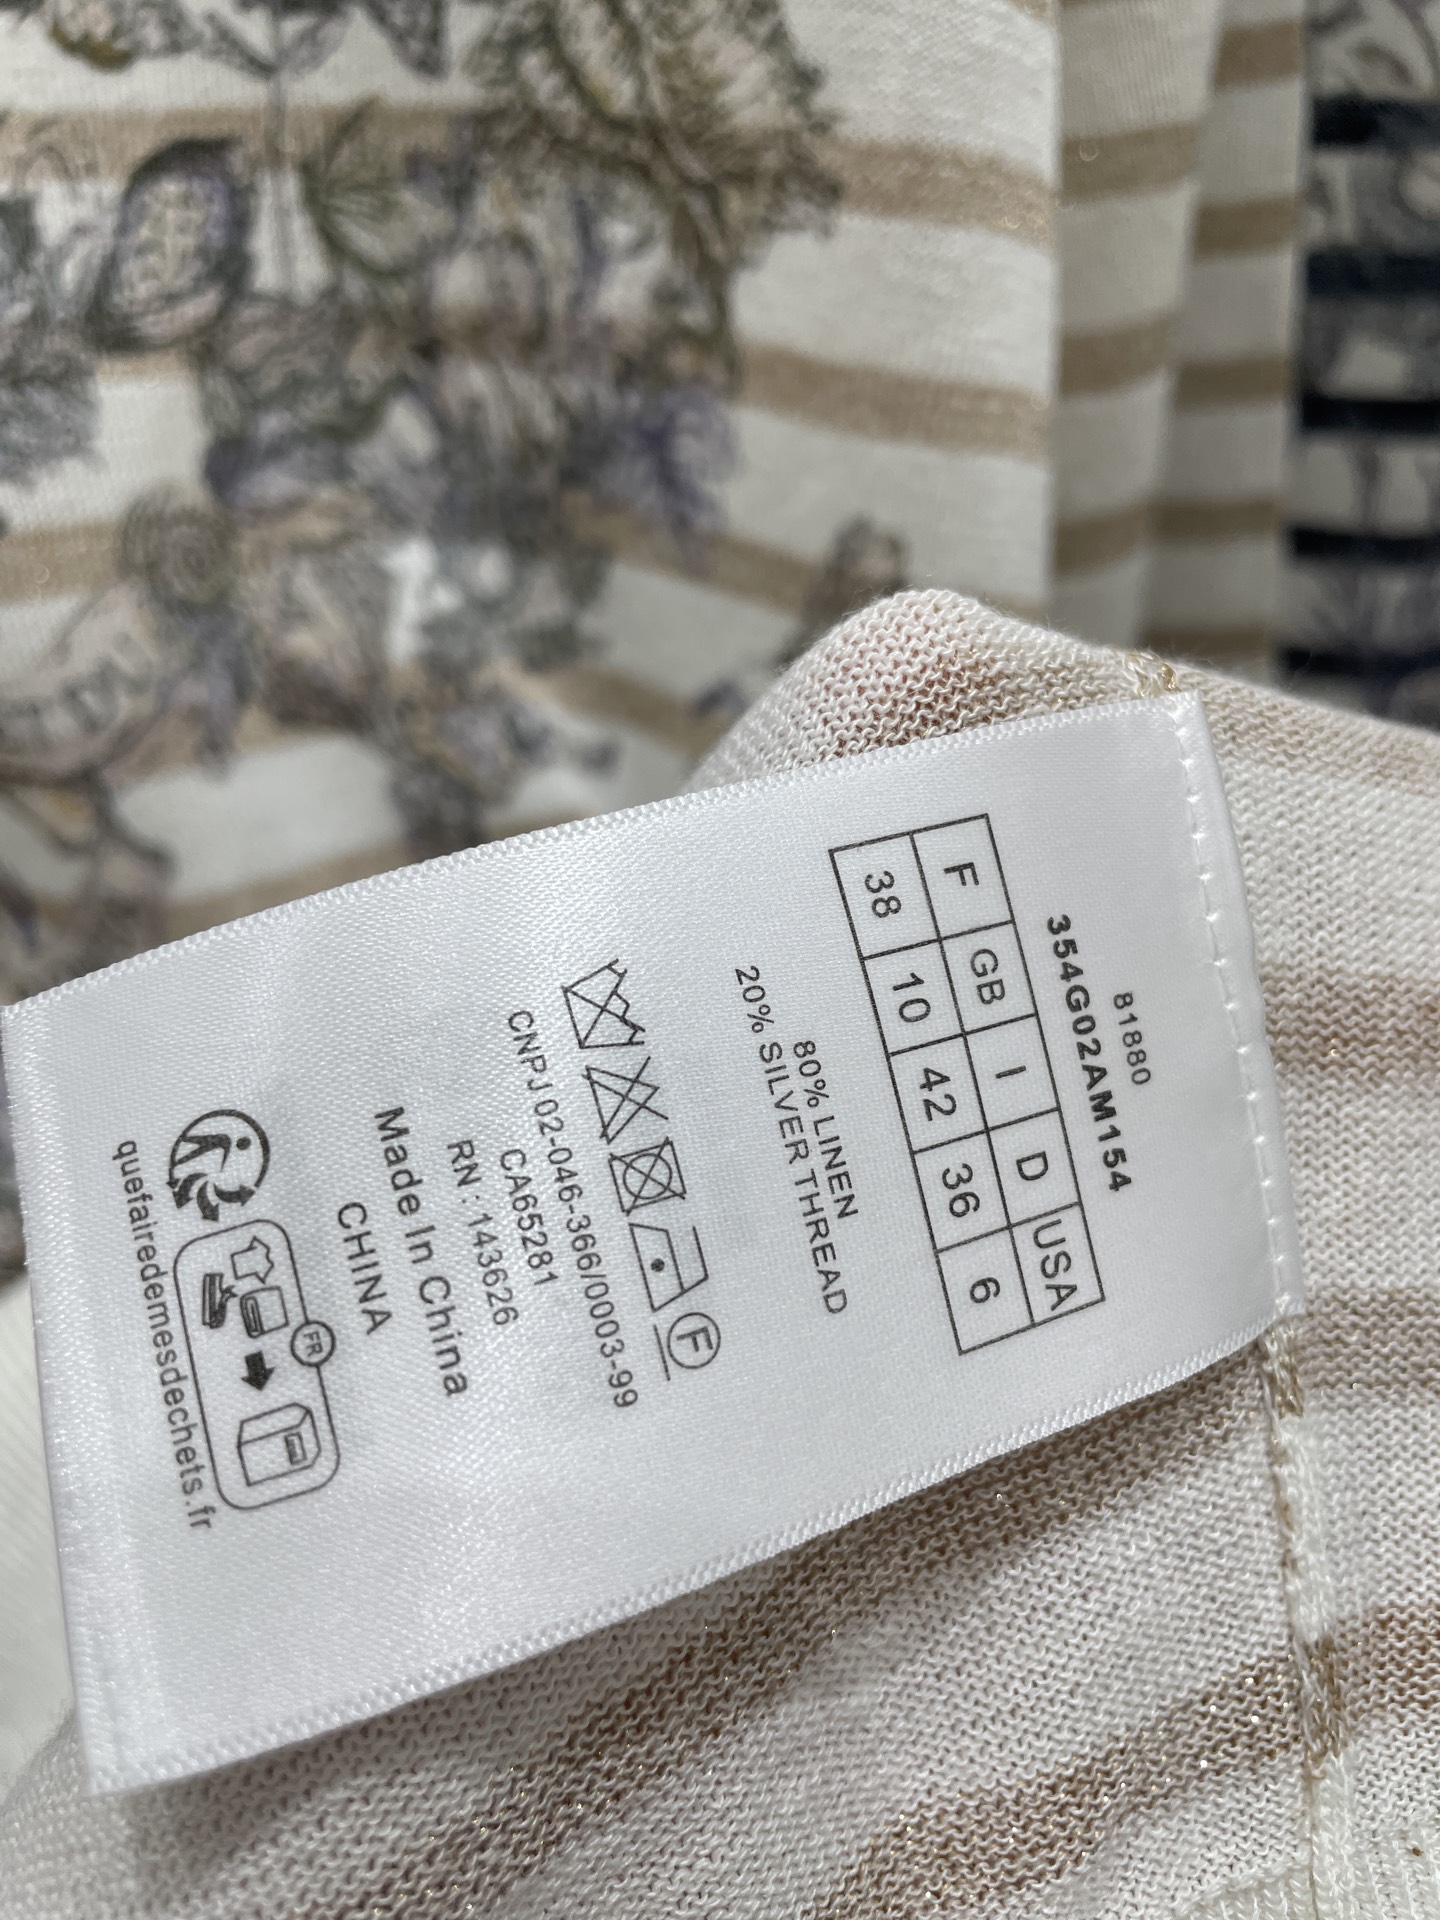 81880
354G02AM154
F GB I D USA
38 10 42 36 6
80% LINEN
20% SILVER THREAD
F
CNPJ 02-046-366/0003-99
CA65281
RN : 143626
Made In China
CHINA
FR
quefairedemesdechets.fr